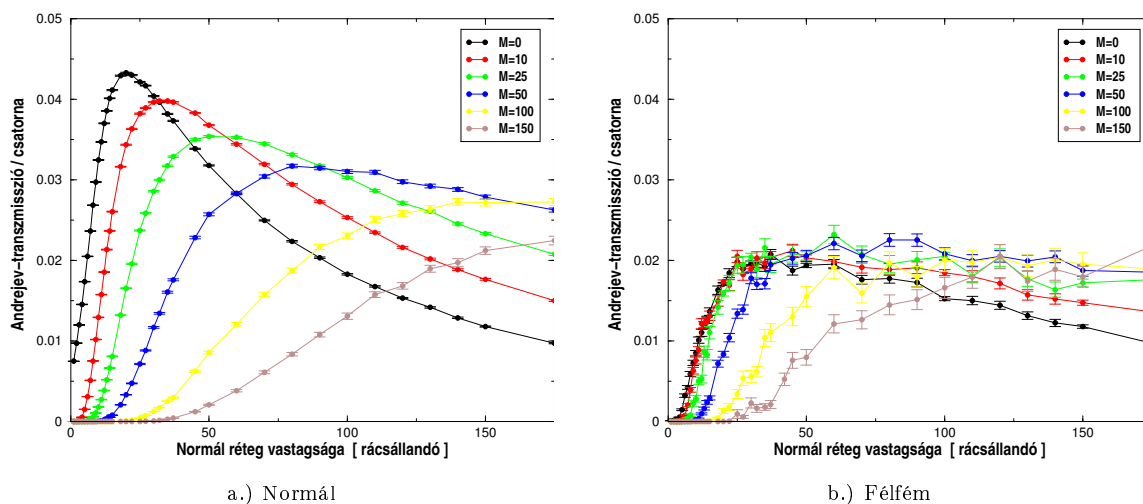 0.05
0.04
0.03
0.02
0.01
0
Andrejev−transzmisszió / csatorna
M=0
M=10
M=25
M=50
M=100
M=150
0 50 100 150
Normál réteg vastagsága [ rácsállandó ]
a.) Normál
0.05
0.04
0.03
0.02
0.01
0
Andrejev−transzmisszió / csatorna
M=0
M=10
M=25
M=50
M=100
M=150
0 50 100 150
Normál réteg vastagsága [ rácsállandó ]
b.) Félfém